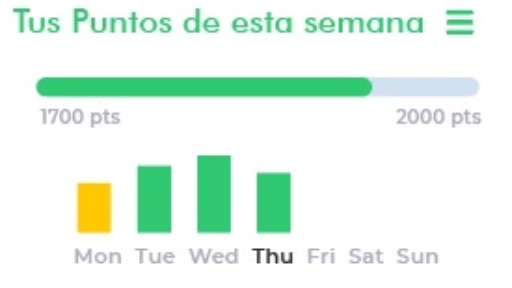 Tus Puntos de esta semana
1700 pts 2000 pts
Mon Tue Wed Thu Fri Sat Sun